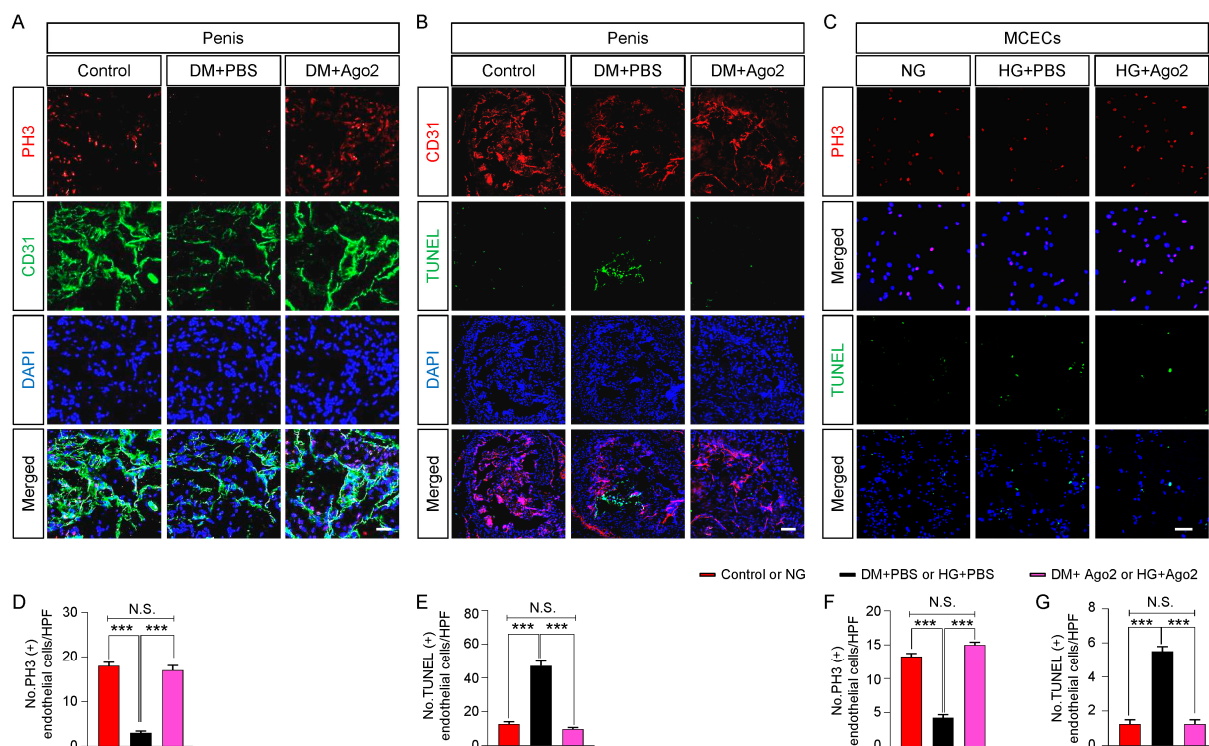 A
Penis
Control
DM+PBS
DM+Ago2
PH3
CD31
DAPI
Merged
B
Penis
Control
DM+PBS
DM+Ago2
CD31
TUNEL
DAPI
Merged
C
MCECs
NG
HG+PBS
HG+Ago2
PH3
Merged
TUNEL
Merged
Control or NG
DM+PBS or HG+PBS
DM+ Ago2 or HG+Ago2
D
No.PH3 (+)
endothelial cells/HPF
30
20
10
0
N.S.
*** ***
E
No.TUNEL (+)
endothelial cells/HPF
80
60
40
20
0
N.S.
*** ***
F
No.PH3 (+)
endothelial cells/HPF
20
15
10
5
0
N.S.
*** ***
G
No.TUNEL (+)
endothelial cells/HPF
8
6
4
2
0
N.S.
*** ***